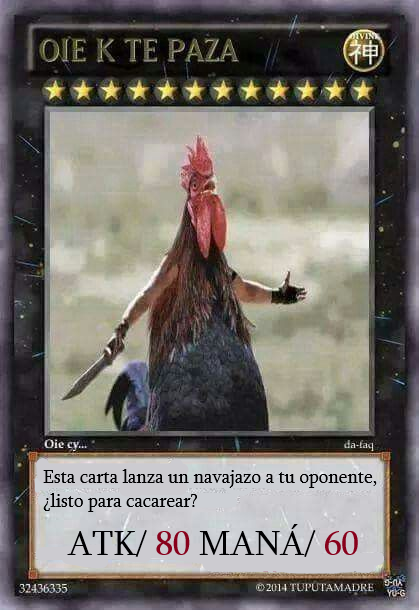 OIE K TE PAZA
DIVINE
神
Oie cy...
da-faq
Esta carta lanza un navajazo a tu oponente,
¿listo para cacarear?
ATK/ 80 MANÁ/ 60
32436335
©2014 TUPUTAMADRE
YU-G